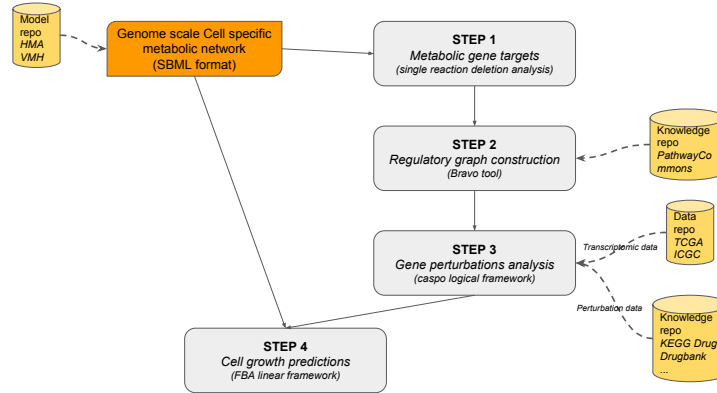 Model
repo
HMA
VMH
Genome scale Cell specific
metabolic network
(SBML format)
STEP 1
Metabolic gene targets
(single reaction deletion analysis)
STEP 2
Regulatory graph construction
(Bravo tool)
Knowledge
repo
PathwayCo
mmons
STEP 3
Gene perturbations analysis
(caspo logical framework)
Transcriptomic data
Data
repo
TCGA
ICGC
Perturbation data
Knowledge
repo
KEGG Drug
Drugbank
...
STEP 4
Cell growth predictions
(FBA linear framework)